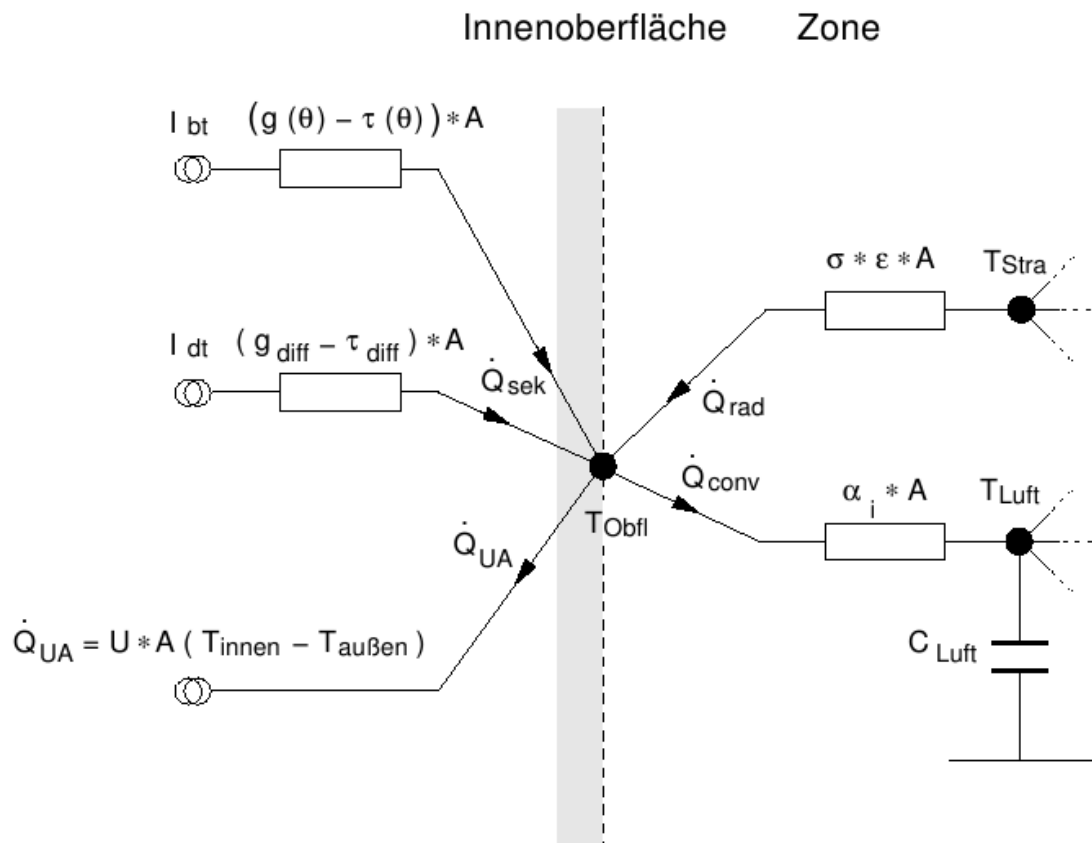 Innenoberfläche Zone
I bt (g (θ) − τ (θ)) * A
σ * ε * A T Stra
I dt ( g diff − τ diff ) * A
Q̇ sek
Q̇ rad
Q̇ conv α i * A T Luft
T Obfl
Q̇ UA
Q̇ UA = U * A ( T innen − T außen )
C Luft